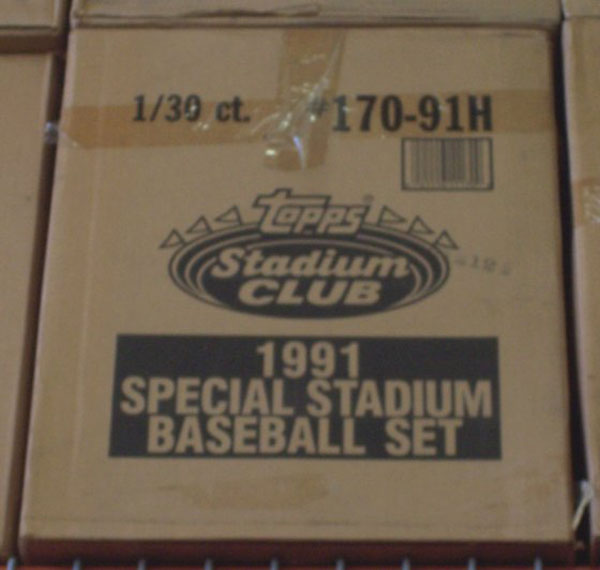 1/30 ct. #170-91H
topps®
Stadium
CLUB
1991
SPECIAL STADIUM
BASEBALL SET